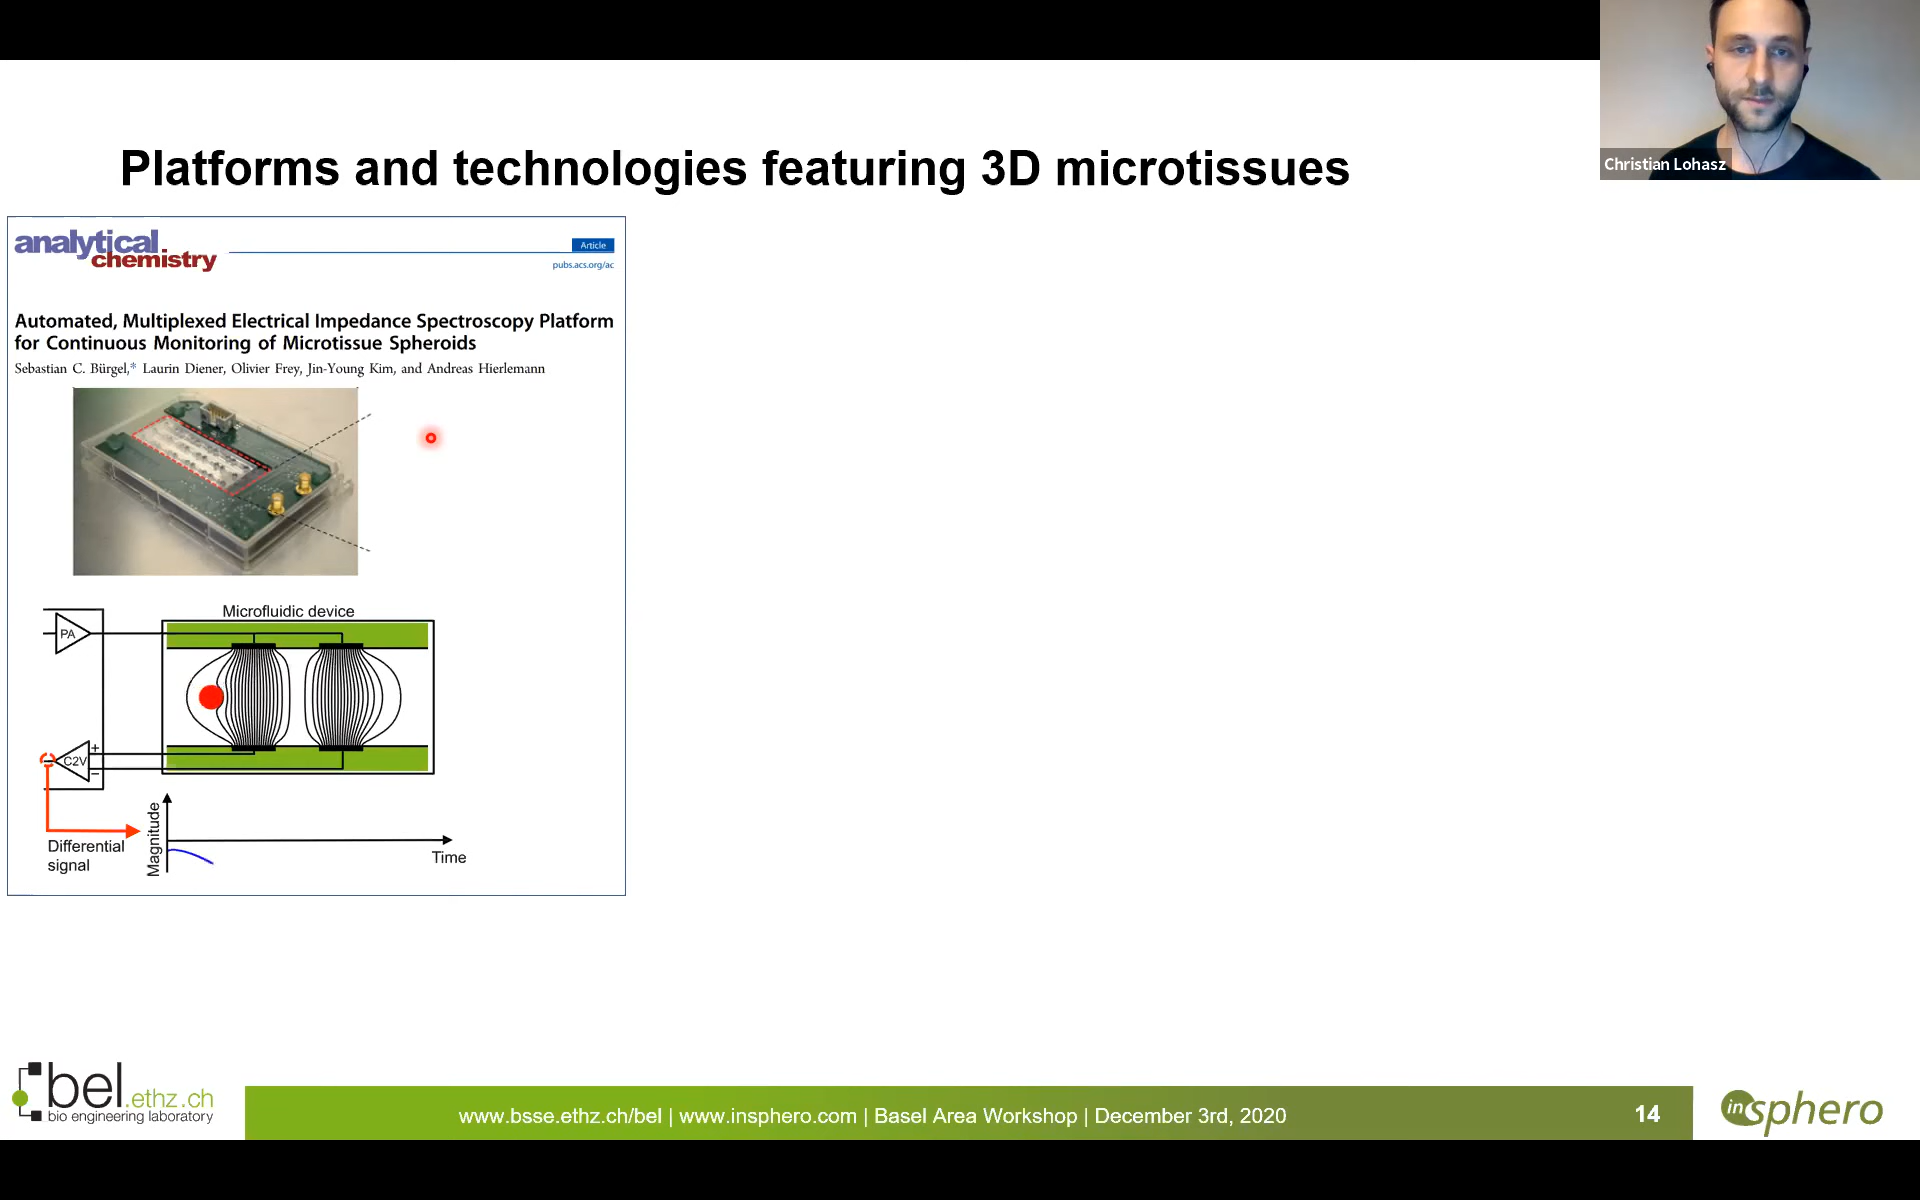 Christian Lohasz
Platforms and technologies featuring 3D microtissues
analytical
chemistry
Article
pubs.acs.org/ac
Automated, Multiplexed Electrical Impedance Spectroscopy Platform
for Continuous Monitoring of Microtissue Spheroids
Sebastian C. Bürgel,* Laurin Diener, Olivier Frey, Jin-Young Kim, and Andreas Hierlemann
Microfluidic device
PA
+
C2V
−
Magnitude
Differential
signal
Time
bel.ethz.ch
bio engineering laboratory
www.bsse.ethz.ch/bel | www.insphero.com | Basel Area Workshop | December 3rd, 2020
14
insphero